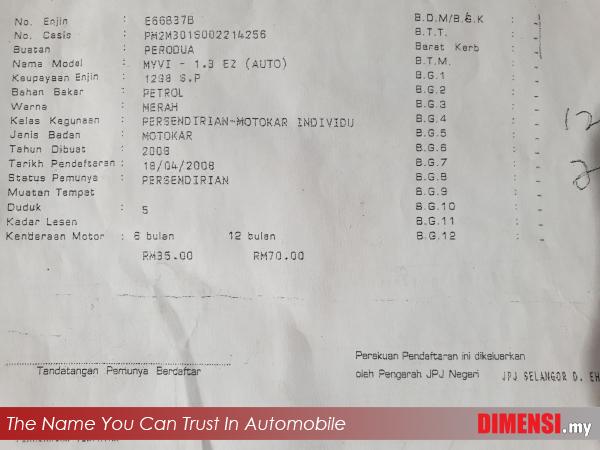 No. Enjin : E66837B B.D.M/B.G.K : -
No. Casis : PM2M301S002214256 B.T.T. : -
Buatan : PERODUA Barat Kerb : -
Nama Model : MYVI - 1.3 EZ (AUTO) B.T.M. : -
Keupayaan Enjin : 1298 S.P B.G.1 : -
Bahan Bakar : PETROL B.G.2 : -
Warna : MERAH B.G.3 : -
Kelas Kegunaan : PERSENDIRIAN-MOTOKAR INDIVIDU B.G.4 : -
Jenis Badan : MOTOKAR B.G.5 : -
Tahun Dibuat : 2008 B.G.6 : -
Tarikh Pendaftaran : 18/04/2008 B.G.7 : -
Status Pemunya : PERSENDIRIAN B.G.8 : -
Muatan Tempat B.G.9 : -
Duduk : 5 B.G.10 : -
Kadar Lesen B.G.11 : -
Kenderaan Motor : 6 bulan 12 bulan B.G.12 : -
RM35.00 RM70.00
Perakuan Pendaftaran ini dikeluarkan
Tandatangan Pemunya Berdaftar
oleh Pengarah JPJ Negeri JPJ SELANGOR D. EH
The Name You Can Trust In Automobile
DIMENSI.my